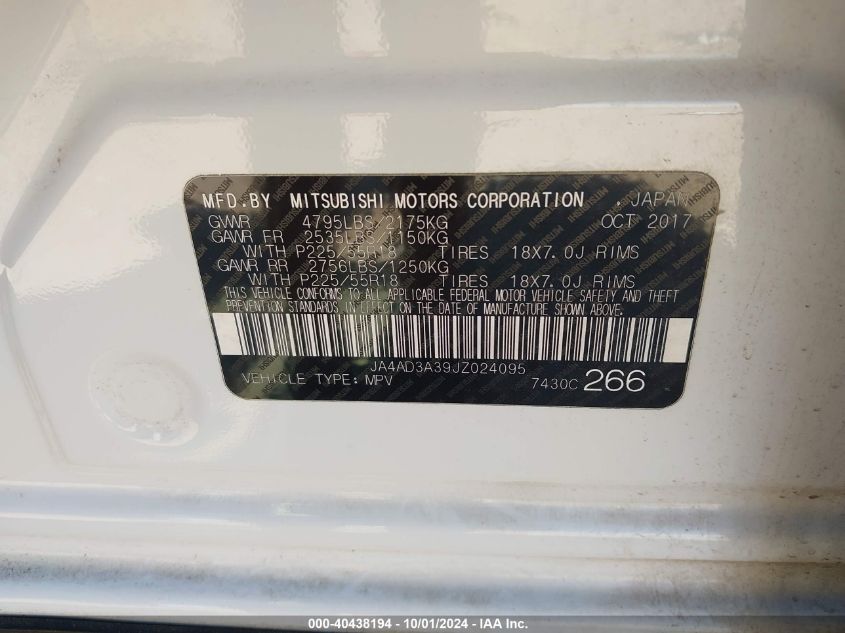 MFD.BY MITSUBISHI MOTORS CORPORATION , JAPAN
GVWR 4795LBS/2175KG OCT 2017
GAWR FR 2535LBS/1150KG
WITH P225/55R18 TIRES 18X7.0J RIMS
GAWR RR 2756LBS/1250KG
WITH P225/55R18 TIRES 18X7.0J RIMS
THIS VEHICLE CONFORMS TO ALL APPLICABLE FEDERAL MOTOR VEHICLE SAFETY AND THEFT
PREVENTION STANDARDS IN EFFECT ON THE DATE OF MANUFACTURE SHOWN ABOVE.
JA4AD3A39JZ024095
VEHICLE TYPE: MPV 7430C 266
000-40438194 - 10/01/2024 - IAA Inc.